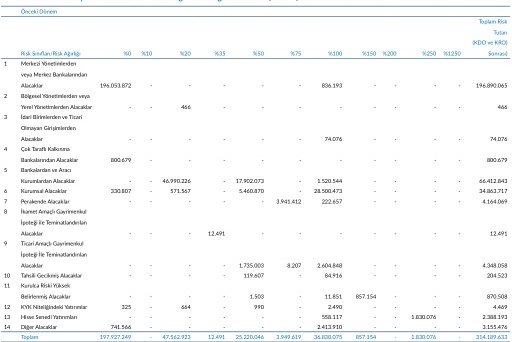 Önceki Dönem
Toplam Risk
Tutarı
(KDO ve KRO
Risk Sınıfları/Risk Ağırlığı %0 %10 %20 %35 %50 %75 %100 %150 %200 %250 %1250 Sonrası)
1 Merkezi Yönetimlerden
veya Merkez Bankalarından
Alacaklar 196.053.872 - - - - - 836.193 - - - - 196.890.065
2 Bölgesel Yönetimlerden veya
Yerel Yönetimlerden Alacaklar - - 466 - - - - - - - - 466
3 İdari Birimlerden ve Ticari
Olmayan Girişimlerden
Alacaklar - - - - - - 74.076 - - - - 74.076
4 Çok Taraflı Kalkınma
Bankalarından Alacaklar 800.679 - - - - - - - - - - 800.679
5 Bankalardan ve Aracı
Kurumlardan Alacaklar - - 46.990.226 - 17.902.073 - 1.520.544 - - - - 66.412.843
6 Kurumsal Alacaklar 330.807 - 571.567 - 5.460.870 - 28.500.473 - - - - 34.863.717
7 Perakende Alacaklar - - - - - 3.941.412 222.657 - - - - 4.164.069
8 İkamet Amaçlı Gayrimenkul
İpoteği ile Teminatlandırılan
Alacaklar - - - 12.491 - - - - - - - 12.491
9 Ticari Amaçlı Gayrimenkul
İpoteği İle Teminatlandırılan
Alacaklar - - - - 1.735.003 8.207 2.604.848 - - - - 4.348.058
10 Tahsili Gecikmiş Alacaklar - - - - 119.607 - 84.916 - - - - 204.523
11 Kurulca Riski Yüksek
Belirlenmiş Alacaklar - - - - 1.503 - 11.851 857.154 - - - 870.508
12 KYK Niteliğindeki Yatırımlar 325 - 664 - 990 - 2.490 - - - - 4.469
13 Hisse Senedi Yatırımları - - - - - - 558.117 - - 1.830.076 - 2.388.193
14 Diğer Alacaklar 741.566 - - - - - 2.413.910 - - - - 3.155.476
Toplam 197.927.249 - 47.562.923 12.491 25.220.046 3.949.619 36.830.075 857.154 - 1.830.076 - 314.189.633